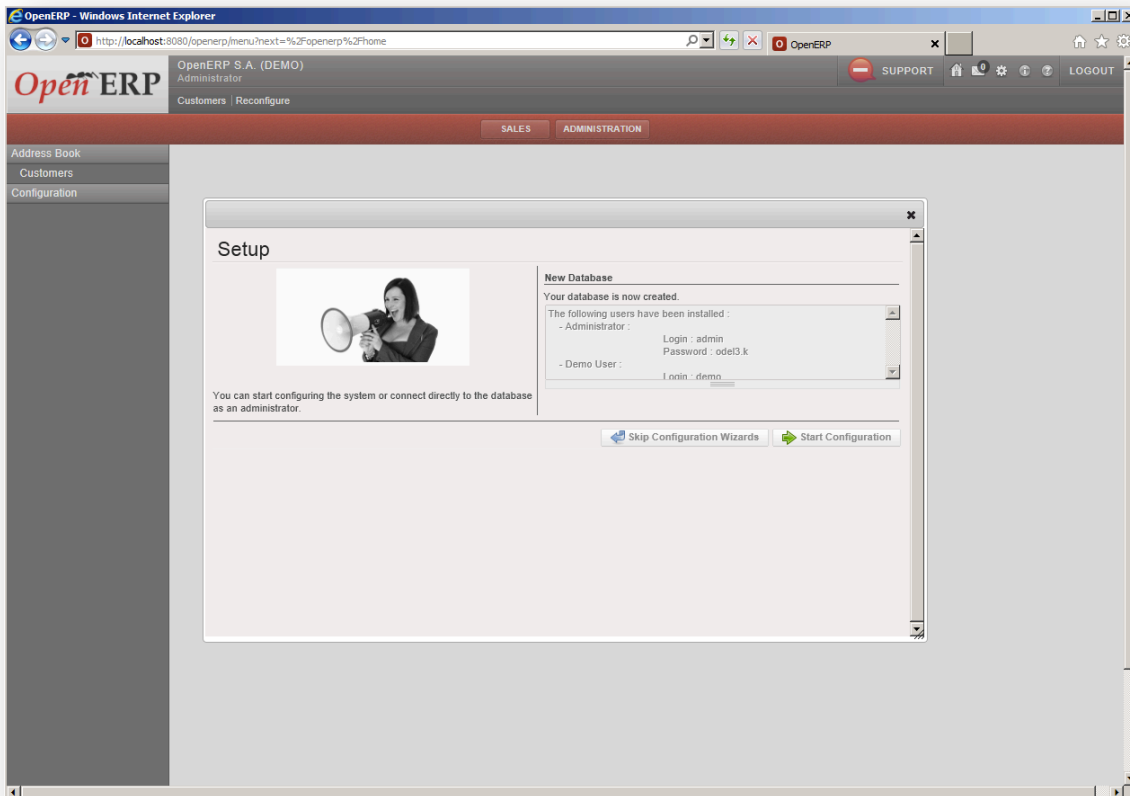 OpenERP - Windows Internet Explorer
http://localhost:8080/openerp/menu?next=%2Fopenerp%2Fhome
OpenERP
Open ERP
OpenERP S.A. (DEMO)
Administrator
Customers | Reconfigure
SUPPORT
0
LOGOUT
SALES
ADMINISTRATION
Address Book
Customers
Configuration
Setup
New Database
Your database is now created.
The following users have been installed :
- Administrator :
Login : admin
Password : odel3.k
- Demo User :
Login : demo
You can start configuring the system or connect directly to the database
as an administrator.
Skip Configuration Wizards
Start Configuration